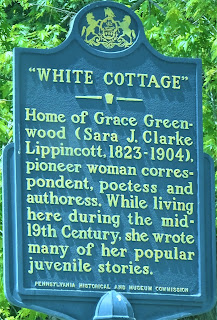 "WHITE COTTAGE"
Home of Grace Green-
wood (Sara J. Clarke
Lippincott, 1823-1904),
pioneer woman corres-
pondent, poetess and
authoress. While living
here during the mid-
19th Century, she wrote
many of her popular
juvenile stories.
PENNSYLVANIA HISTORICAL AND MUSEUM COMMISSION